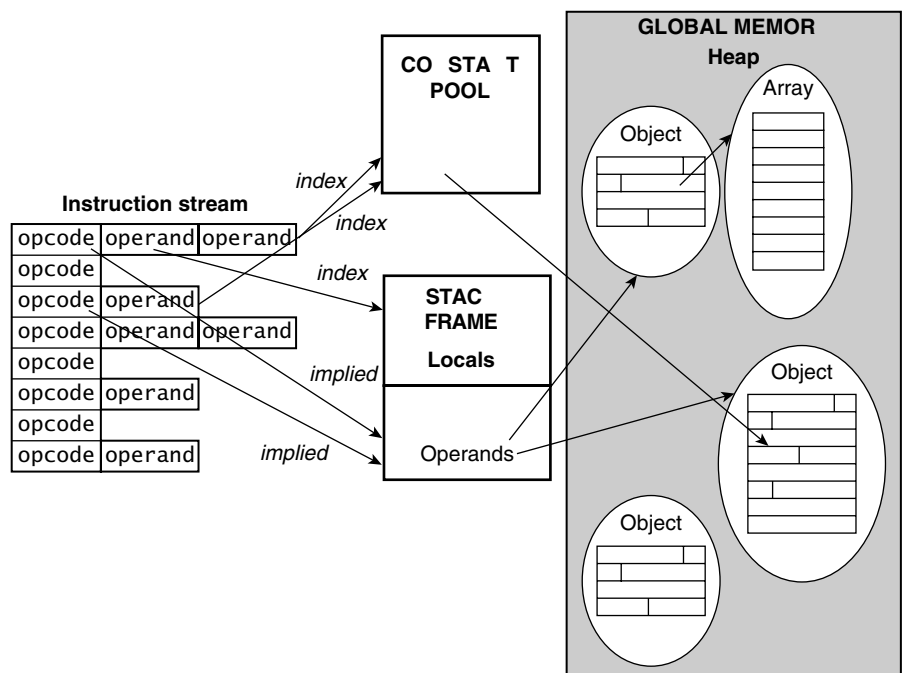 GLOBAL MEMOR
Heap
CO STA T
POOL
Array
Object
index
Instruction stream
index
opcode operand operand
opcode
index
opcode operand
STAC
FRAME
opcode operand operand
Locals
opcode
implied
Object
opcode operand
opcode
Operands
implied
opcode operand
Object